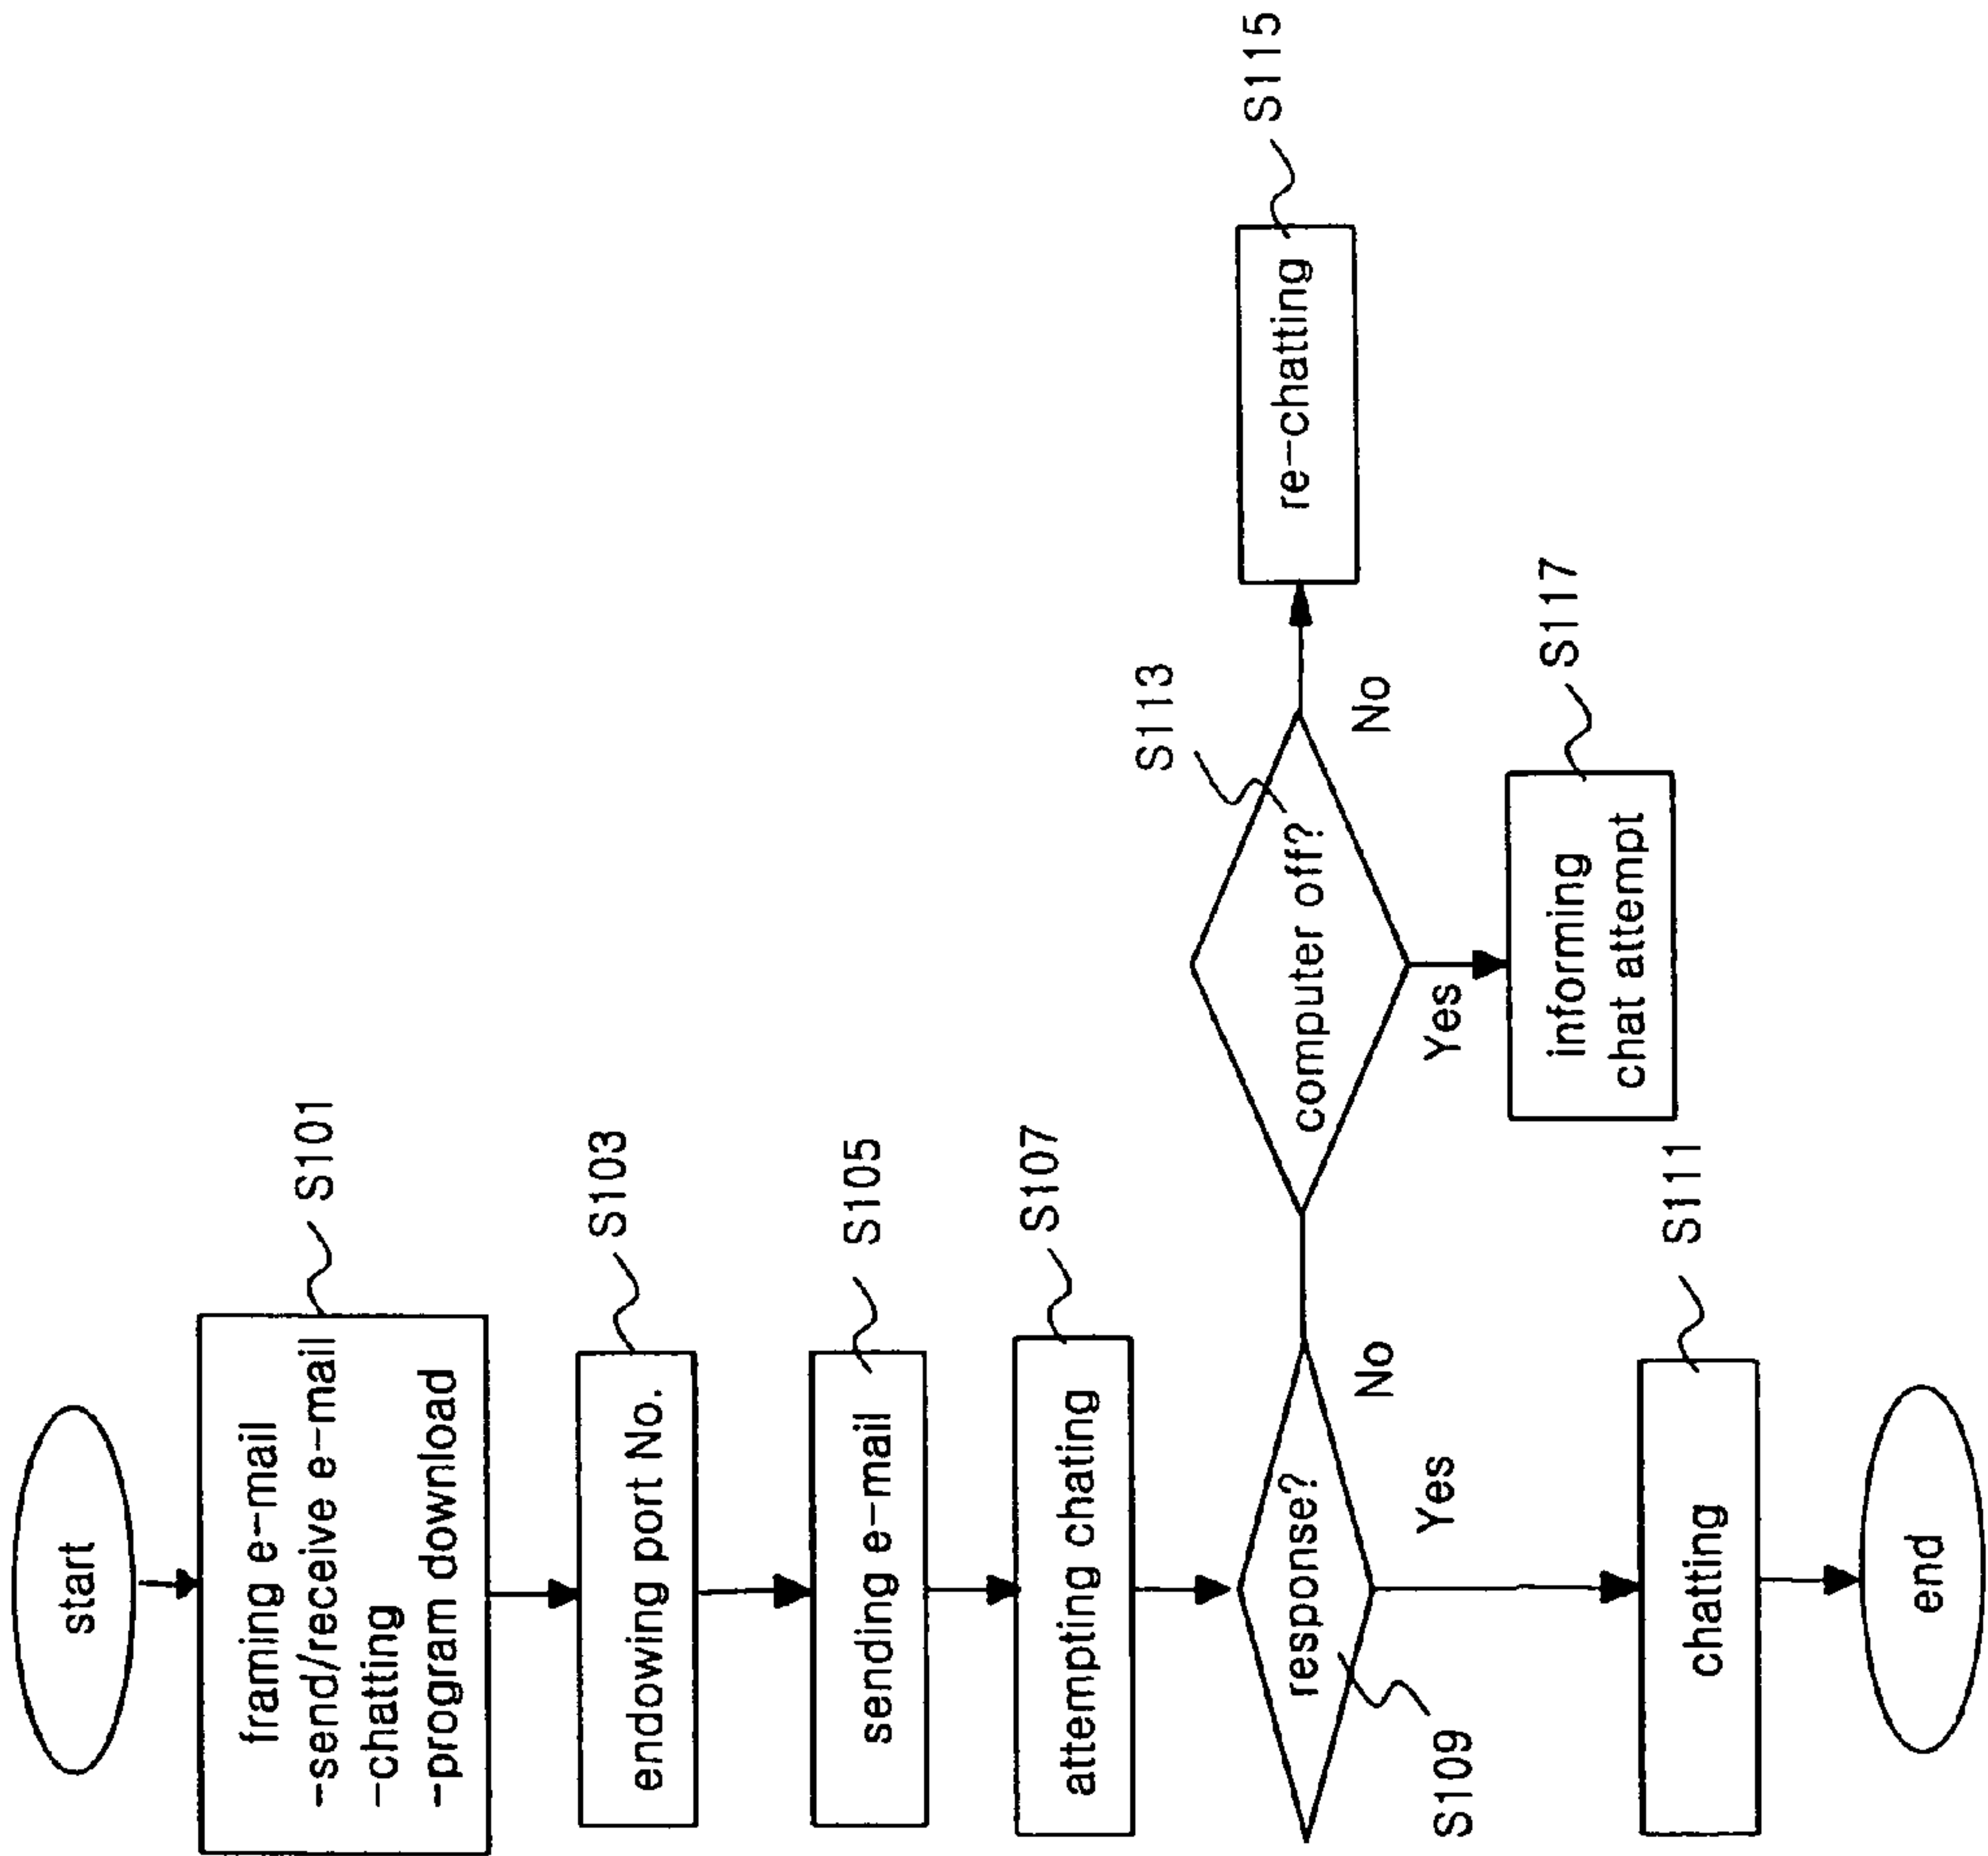 start
framing e-mail
-send/receive e-mail
-chatting
-program download
S101
endowing port No.
S103
sending e-mail
S105
attempting chating
S107
response?
S109
No
Yes
computer off?
S113
No
Yes
re-chatting
S115
informing
chat attempt
S117
chatting
S111
end